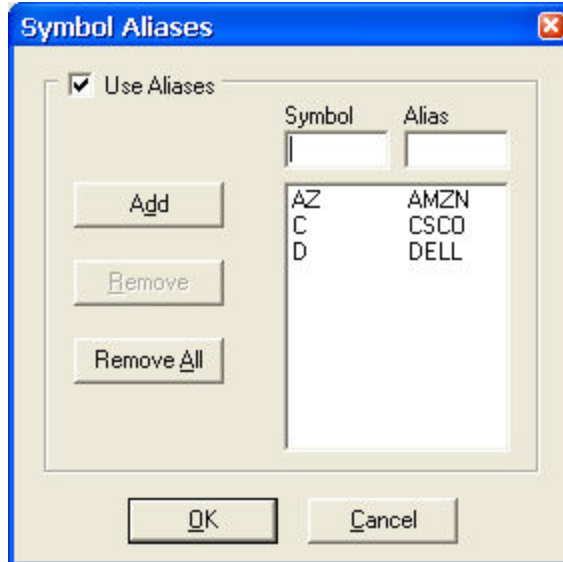 Symbol Aliases
Use Aliases
Symbol Alias
Add
AZ AMZN
C CSCO
D DELL
Remove
Remove All
OK Cancel